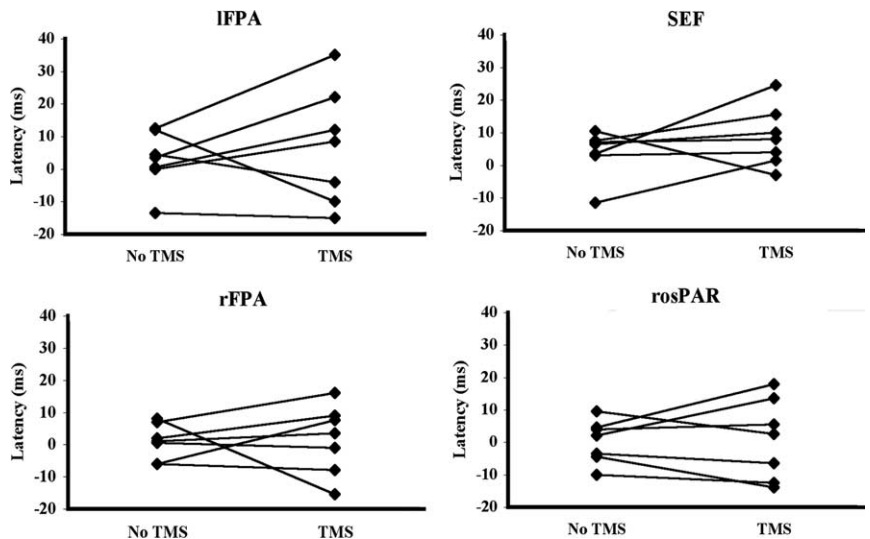 lFPA
Latency (ms)
40
30
20
10
0
-10
-20
No TMS TMS
SEF
Latency (ms)
40
30
20
10
0
-10
-20
No TMS TMS
rFPA
Latency (ms)
40
30
20
10
0
-10
-20
No TMS TMS
rosPAR
Latency (ms)
40
30
20
10
0
-10
-20
No TMS TMS